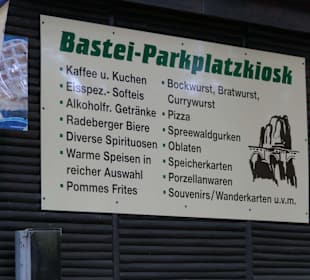 Bastei-Parkplatzkiosk
• Kaffee u. Kuchen
• Eisspez.- Softeis
• Alkoholfr. Getränke
• Radeberger Biere
• Diverse Spirituosen
• Warme Speisen in
reicher Auswahl
• Pommes Frites
• Bockwurst, Bratwurst,
Currywurst
• Pizza
• Spreewaldgurken
• Oblaten
• Speicherkarten
• Porzellanwaren
• Souvenirs/Wanderkarten u.v.m.